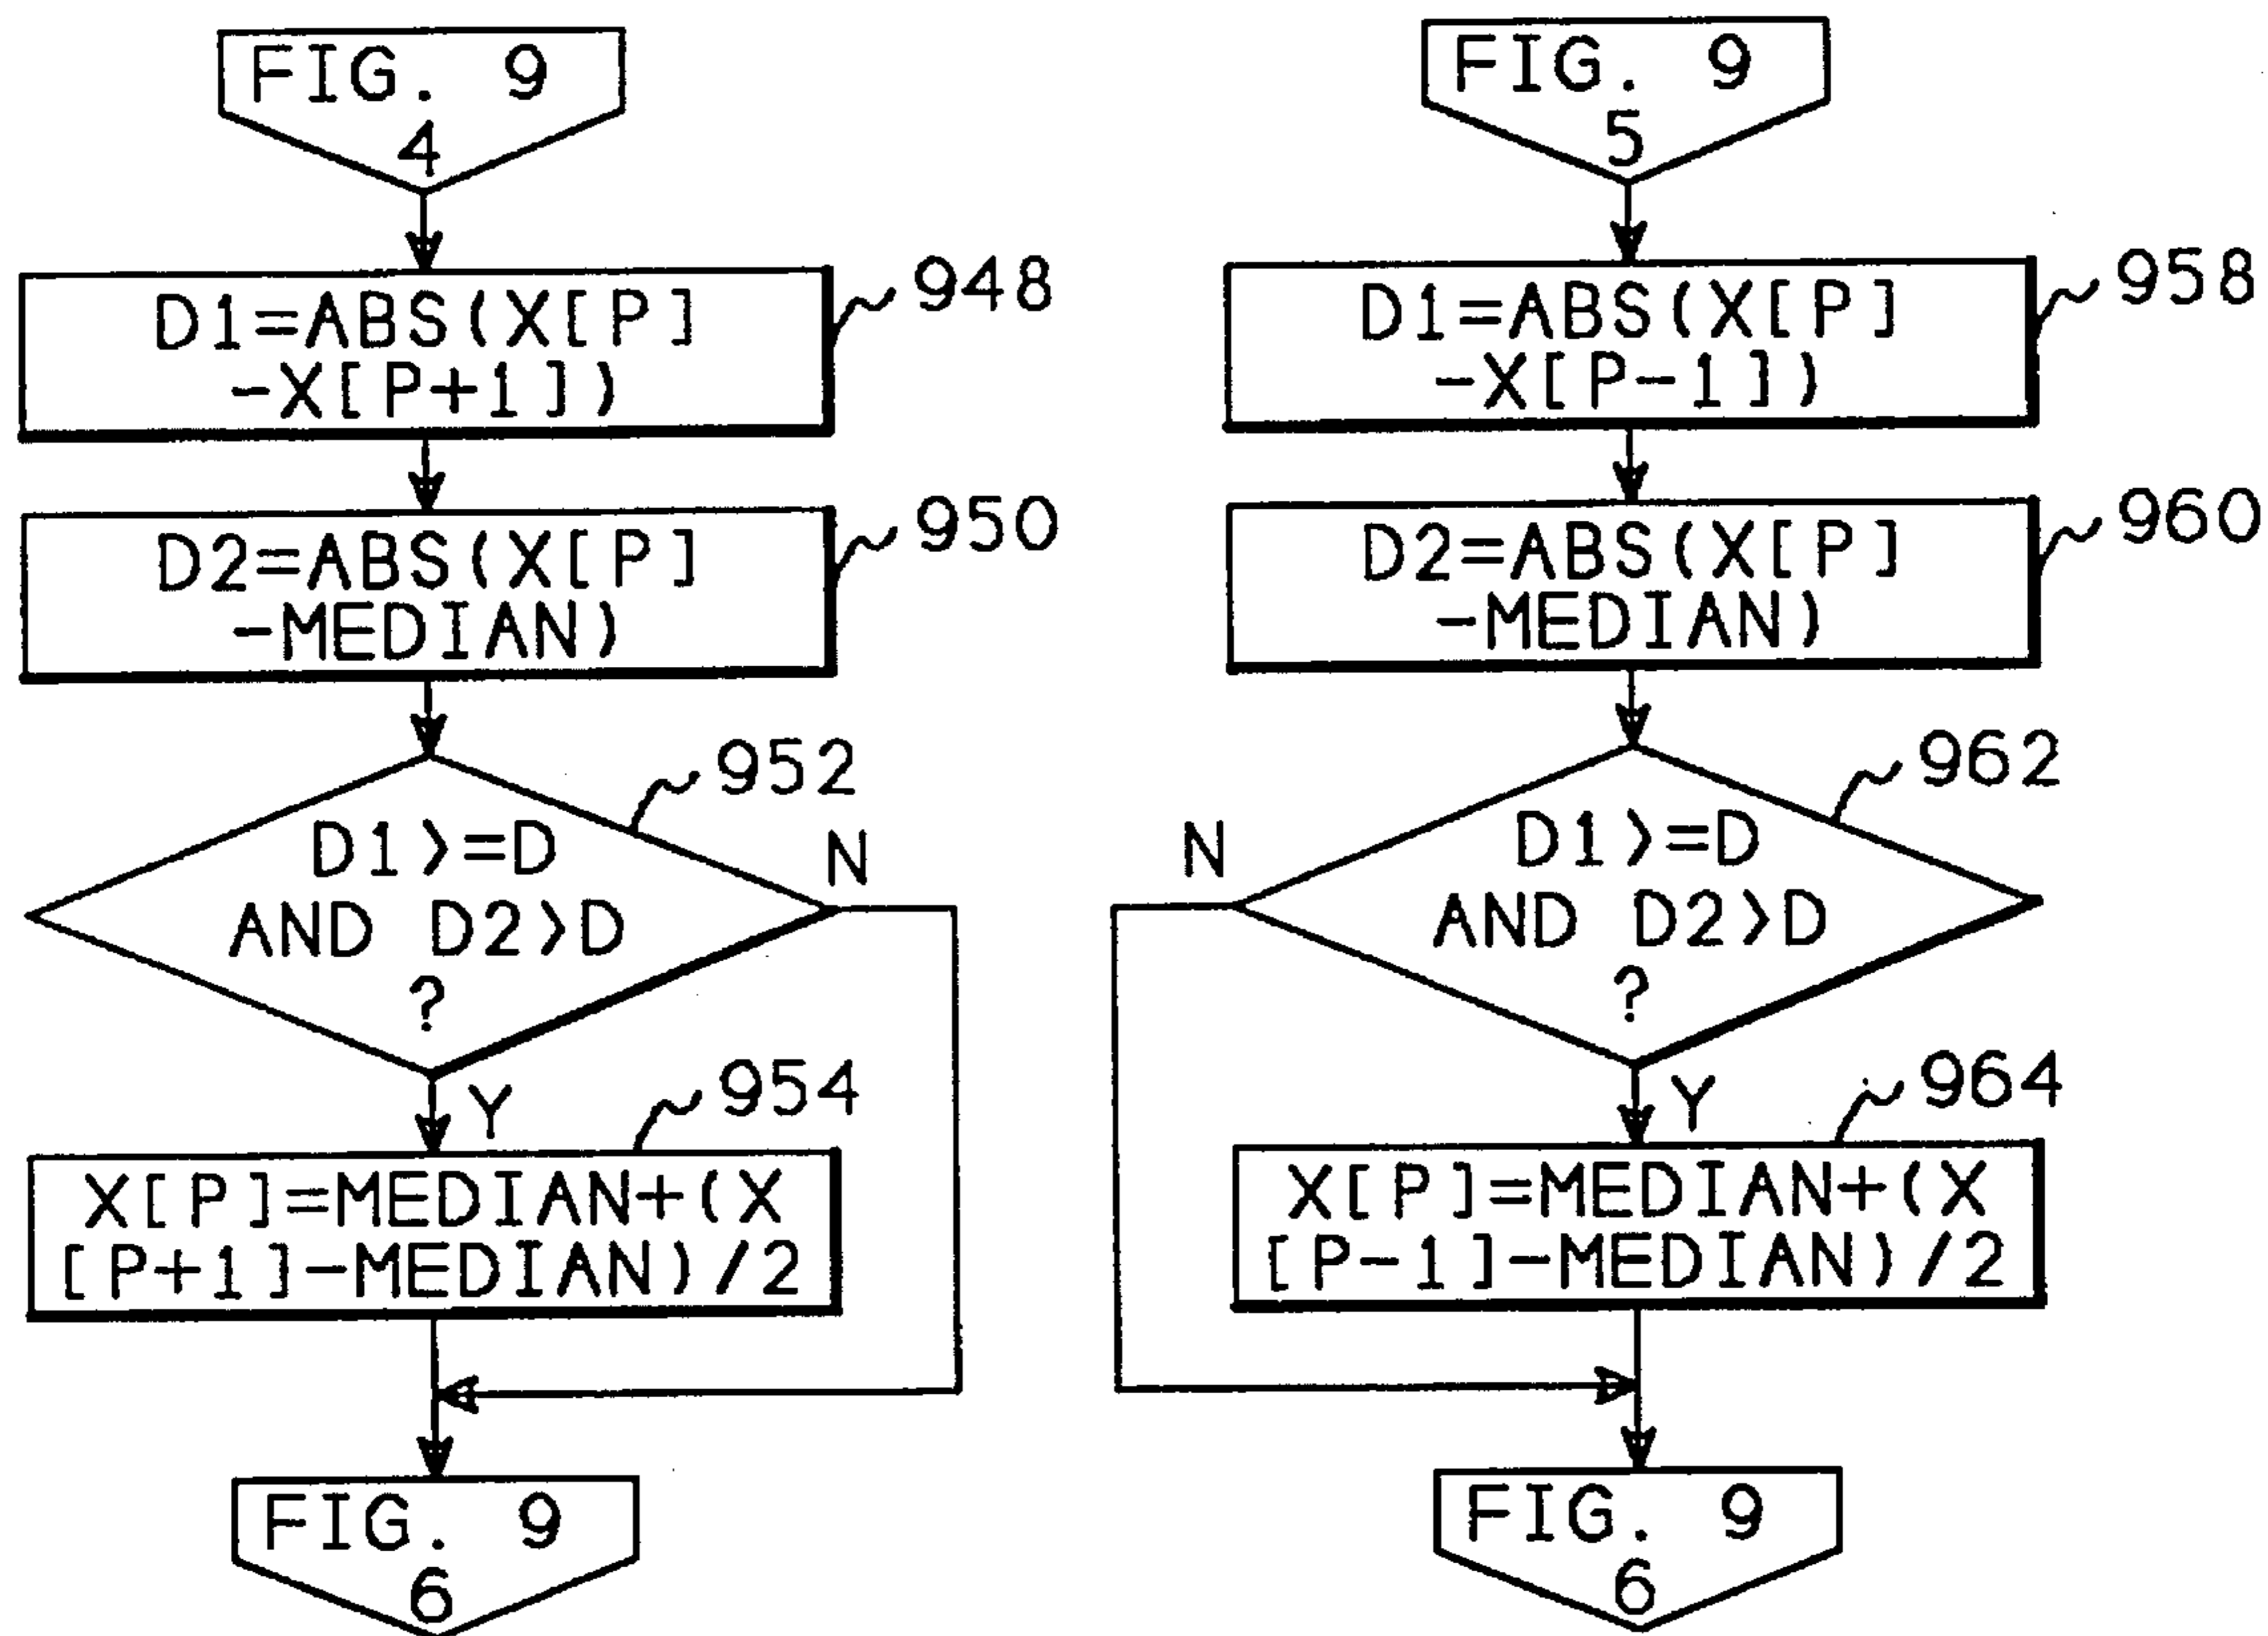 FIG. 9
4
948
D1=ABS(X[P]
-X[P+1])
950
D2=ABS(X[P]
-MEDIAN)
952
D1>=D
AND D2>D
?
N
Y
954
X[P]=MEDIAN+(X
[P+1]-MEDIAN)/2
FIG. 9
6
FIG. 9
5
958
D1=ABS(X[P]
-X[P-1])
960
D2=ABS(X[P]
-MEDIAN)
962
N
D1>=D
AND D2>D
?
Y
964
X[P]=MEDIAN+(X
[P-1]-MEDIAN)/2
FIG. 9
6